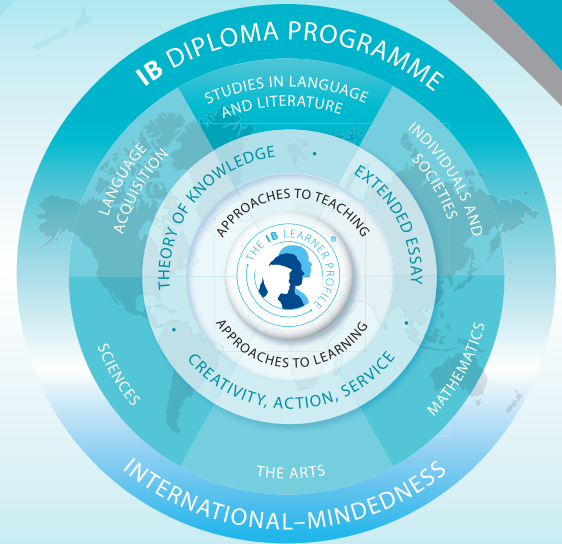 IB DIPLOMA PROGRAMME
STUDIES IN LANGUAGE
AND LITERATURE
LANGUAGE
ACQUISITION
INDIVIDUALS AND
SOCIETIES
THEORY OF KNOWLEDGE
EXTENDED ESSAY
APPROACHES TO TEACHING
THE IB LEARNER PROFILE
®
APPROACHES TO LEARNING
CREATIVITY, ACTION, SERVICE
SCIENCES
MATHEMATICS
THE ARTS
INTERNATIONAL–MINDEDNESS